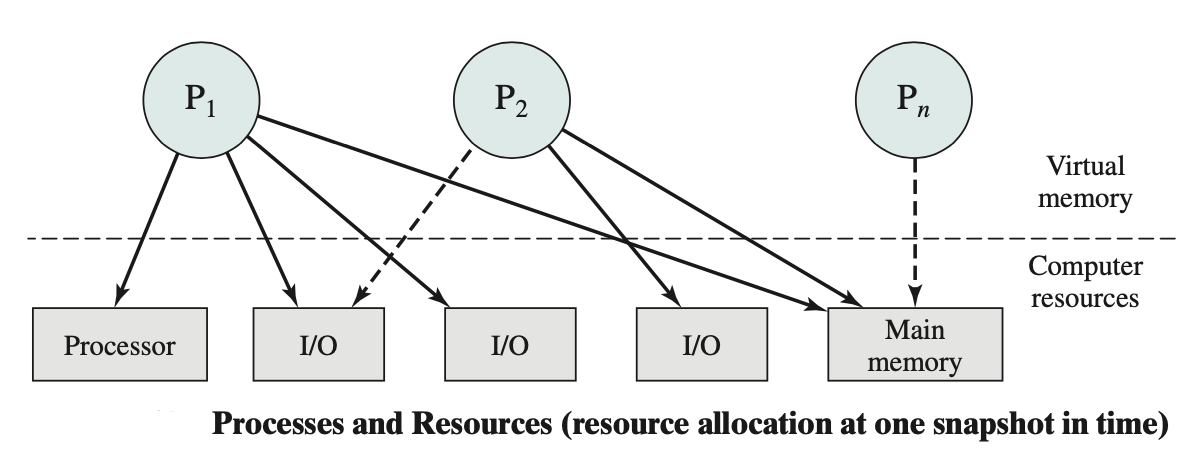 P₁
P₂
Pₙ
Virtual
memory
Computer
resources
Processor
I/O
I/O
I/O
Main
memory
Processes and Resources (resource allocation at one snapshot in time)